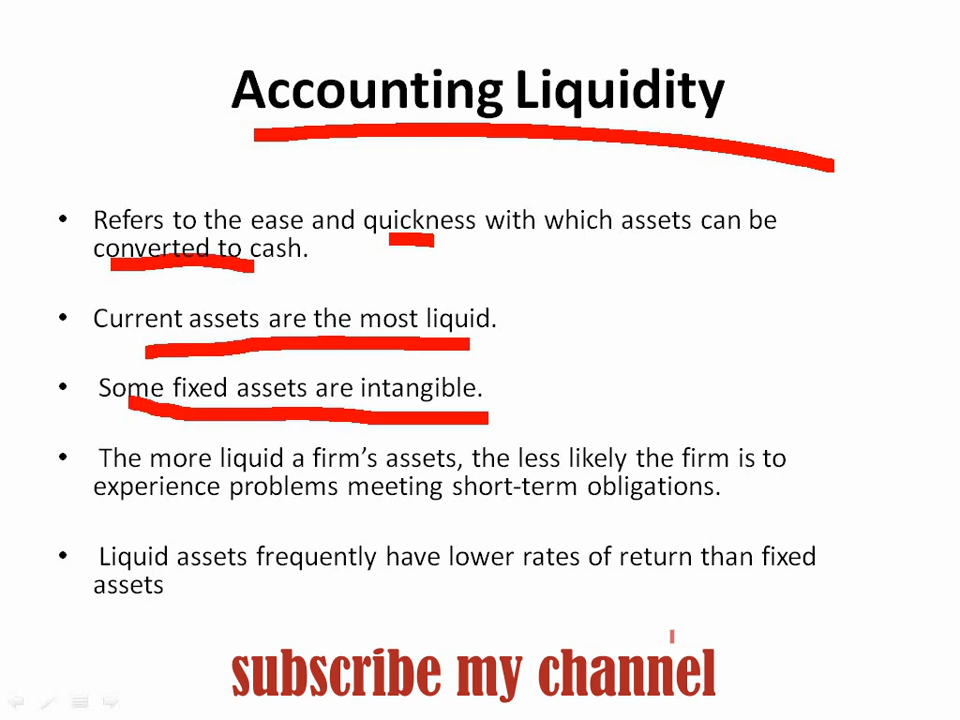 Accounting Liquidity
• Refers to the ease and quickness with which assets can be
converted to cash.
• Current assets are the most liquid.
• Some fixed assets are intangible.
• The more liquid a firm’s assets, the less likely the firm is to
experience problems meeting short-term obligations.
• Liquid assets frequently have lower rates of return than fixed
assets
subscribe my channel